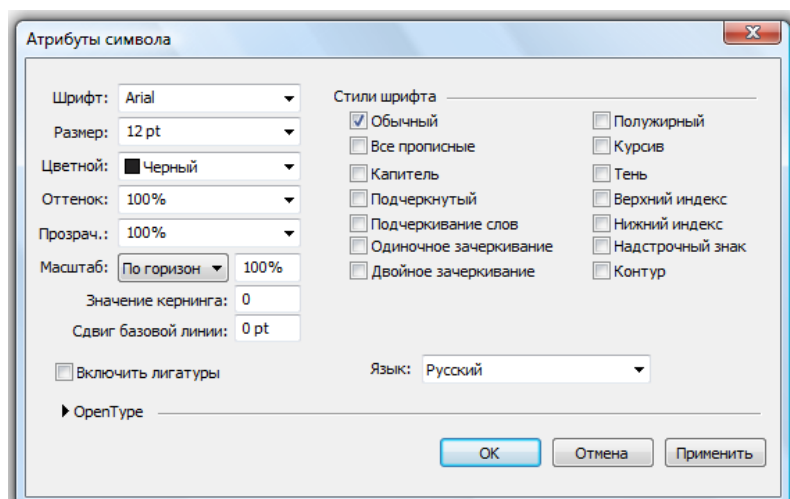 Атрибуты символа
Шрифт: Arial
Размер: 12 pt
Цветной: Черный
Оттенок: 100%
Прозрач.: 100%
Масштаб: По горизон 100%
Значение кернинга: 0
Сдвиг базовой линии: 0 pt
Включить лигатуры
Стили шрифта
Обычный Полужирный
Все прописные Курсив
Капитель Тень
Подчеркнутый Верхний индекс
Подчеркивание слов Нижний индекс
Одиночное зачеркивание Надстрочный знак
Двойное зачеркивание Контур
Язык: Русский
OpenType
OK Отмена Применить